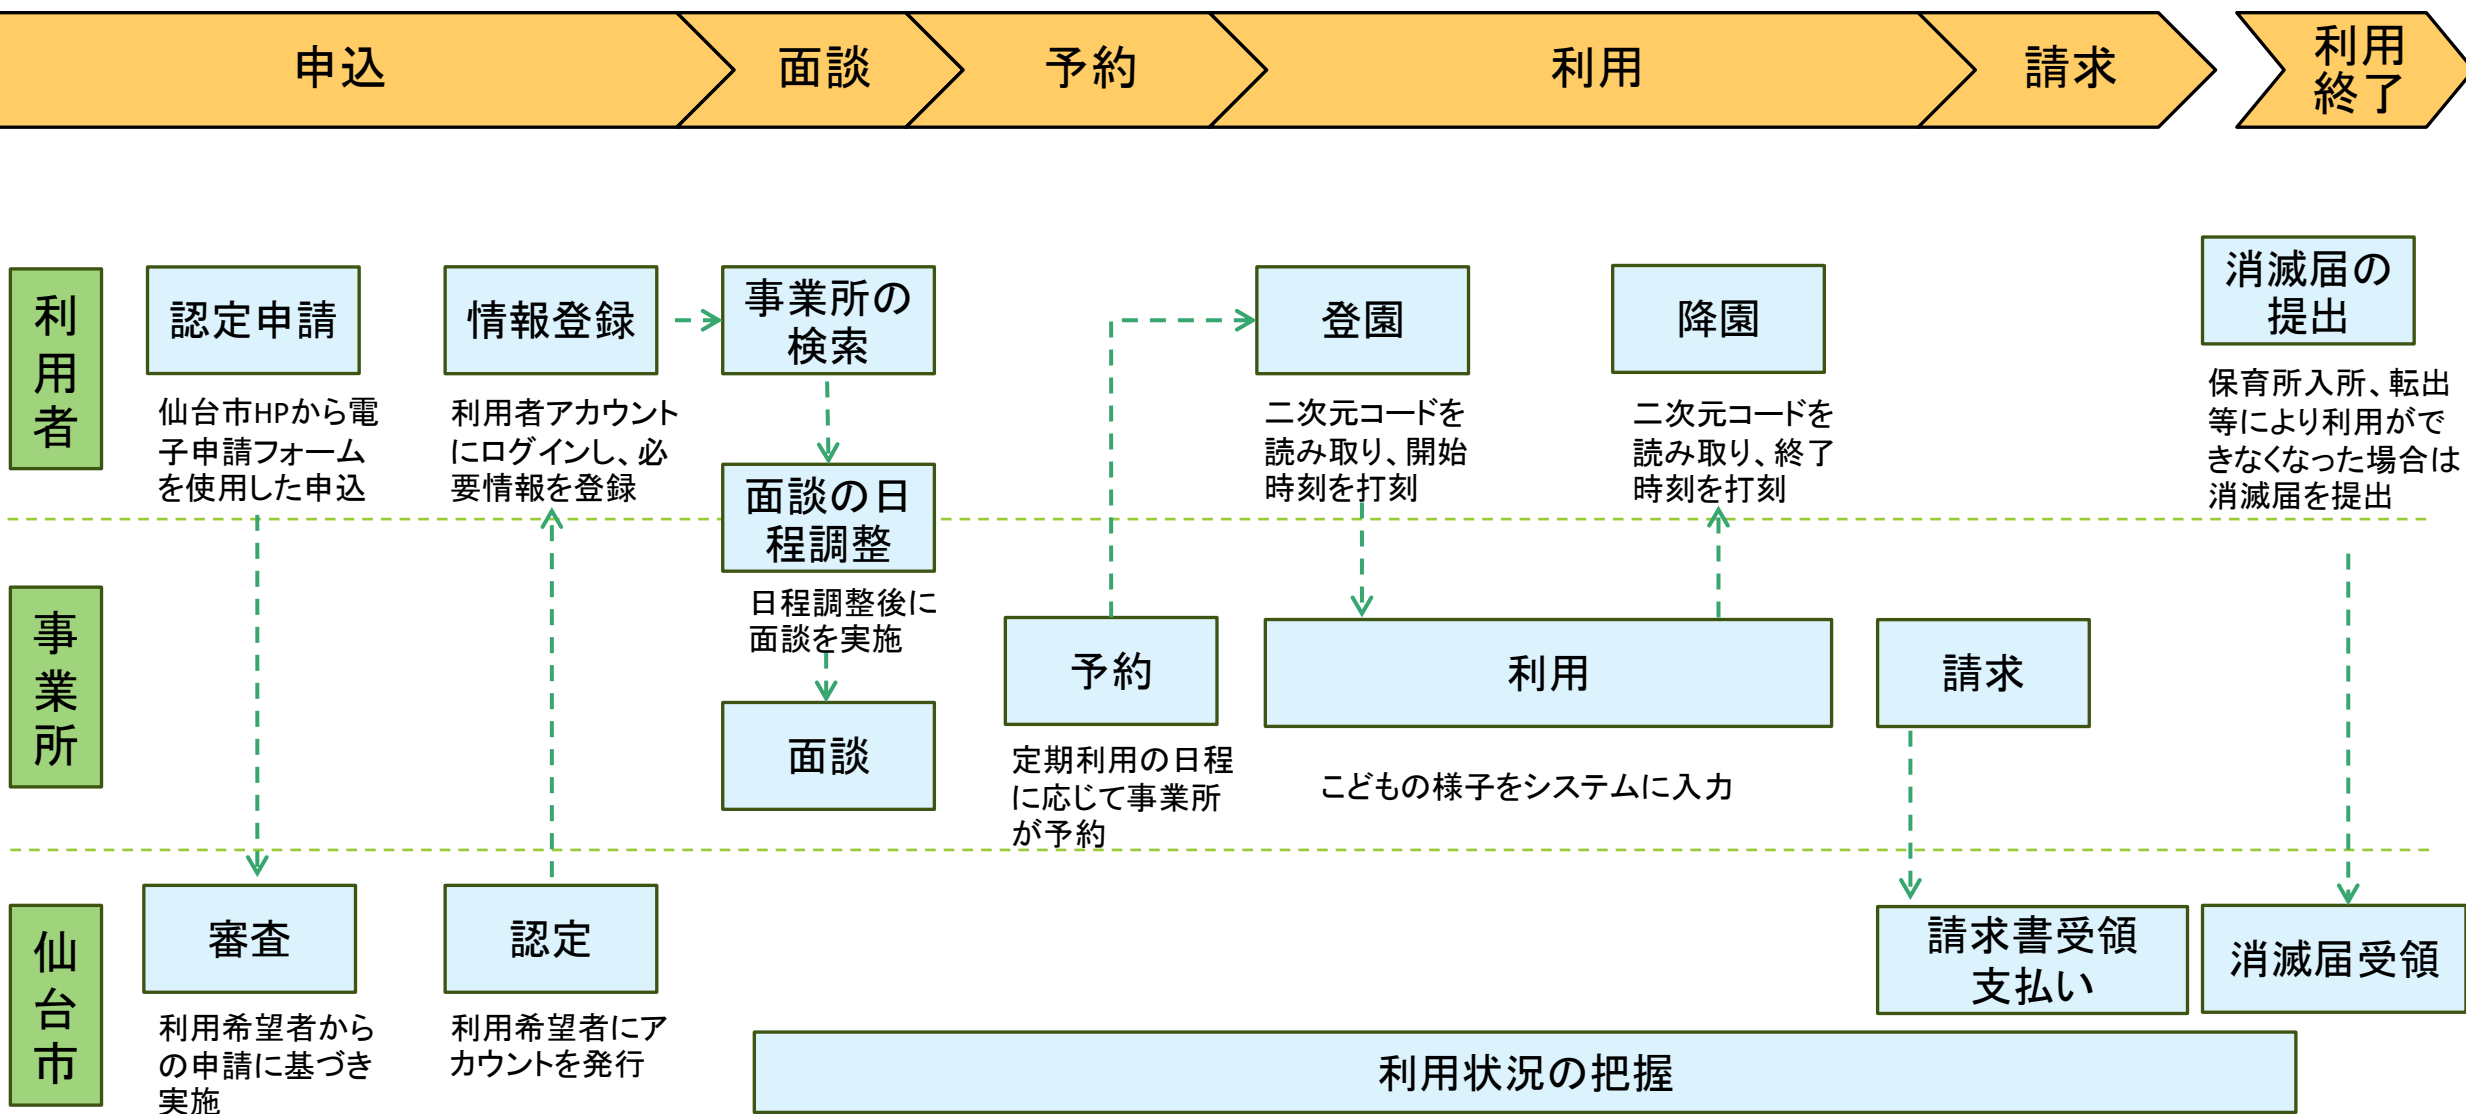 申込
面談
予約
利用
請求
利用
終了
利用者
認定申請
仙台市HPから電
子申請フォーム
を使用した申込
情報登録
利用者アカウント
にログインし、必
要情報を登録
事業所の
検索
面談の日
程調整
日程調整後に
面談を実施
登園
二次元コードを
読み取り、開始
時刻を打刻
降園
二次元コードを
読み取り、終了
時刻を打刻
消滅届の
提出
保育所入所、転出
等により利用がで
きなくなった場合は
消滅届を提出
事業所
面談
予約
定期利用の日程
に応じて事業所
が予約
利用
こどもの様子をシステムに入力
請求
仙台市
審査
利用希望者から
の申請に基づき
実施
認定
利用希望者にア
カウントを発行
請求書受領
支払い
消滅届受領
利用状況の把握